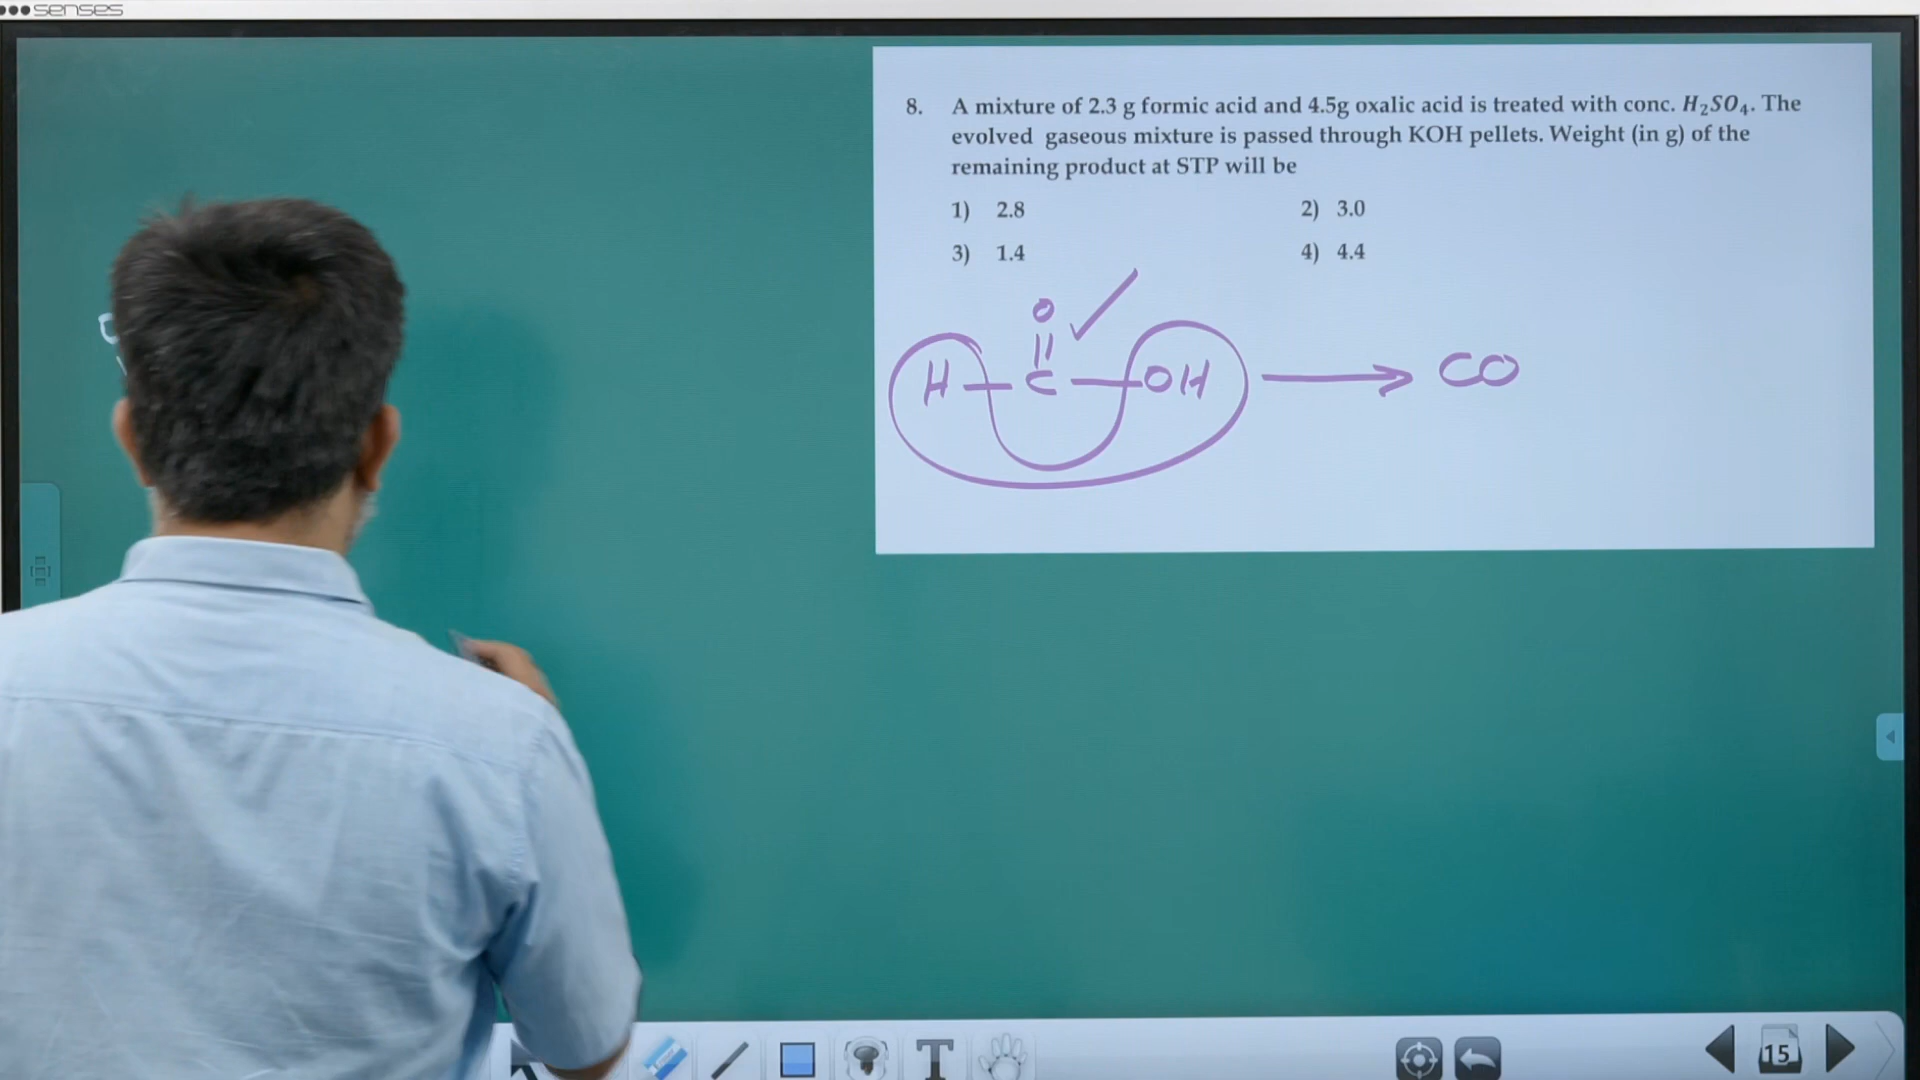 senses
8. A mixture of 2.3 g formic acid and 4.5g oxalic acid is treated with conc. H₂SO₄. The
evolved gaseous mixture is passed through KOH pellets. Weight (in g) of the
remaining product at STP will be
1) 2.8 2) 3.0
3) 1.4 4) 4.4
O
||
H — C — OH → CO
T
15